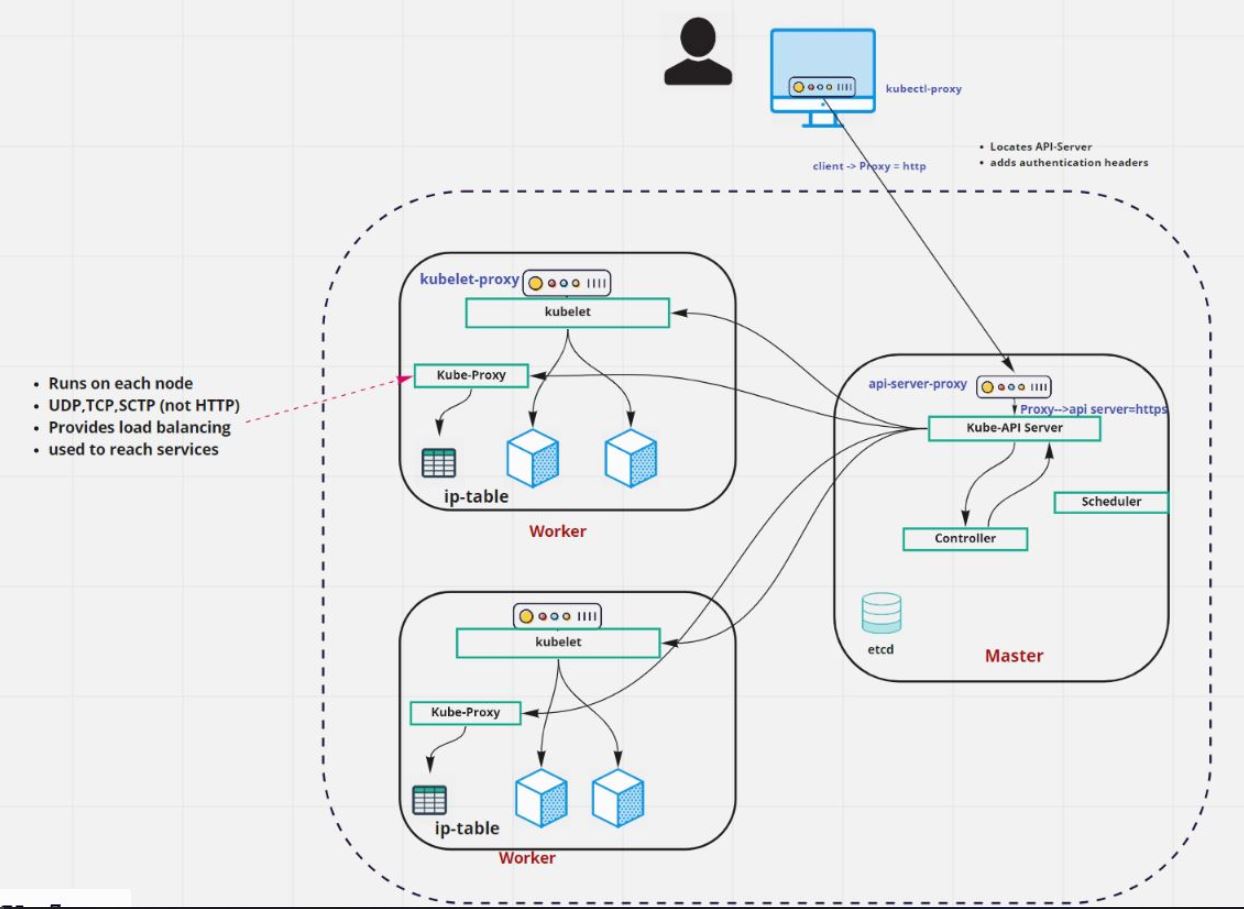 kubectl-proxy
• Locates API-Server
• adds authentication headers
client -> Proxy = http
kubelet-proxy
kubelet
Kube-Proxy
ip-table
Worker
• Runs on each node
• UDP,TCP,SCTP (not HTTP)
• Provides load balancing
• used to reach services
api-server-proxy
Proxy-->api server=https
Kube-API Server
Scheduler
Controller
etcd
Master
kubelet
Kube-Proxy
ip-table
Worker